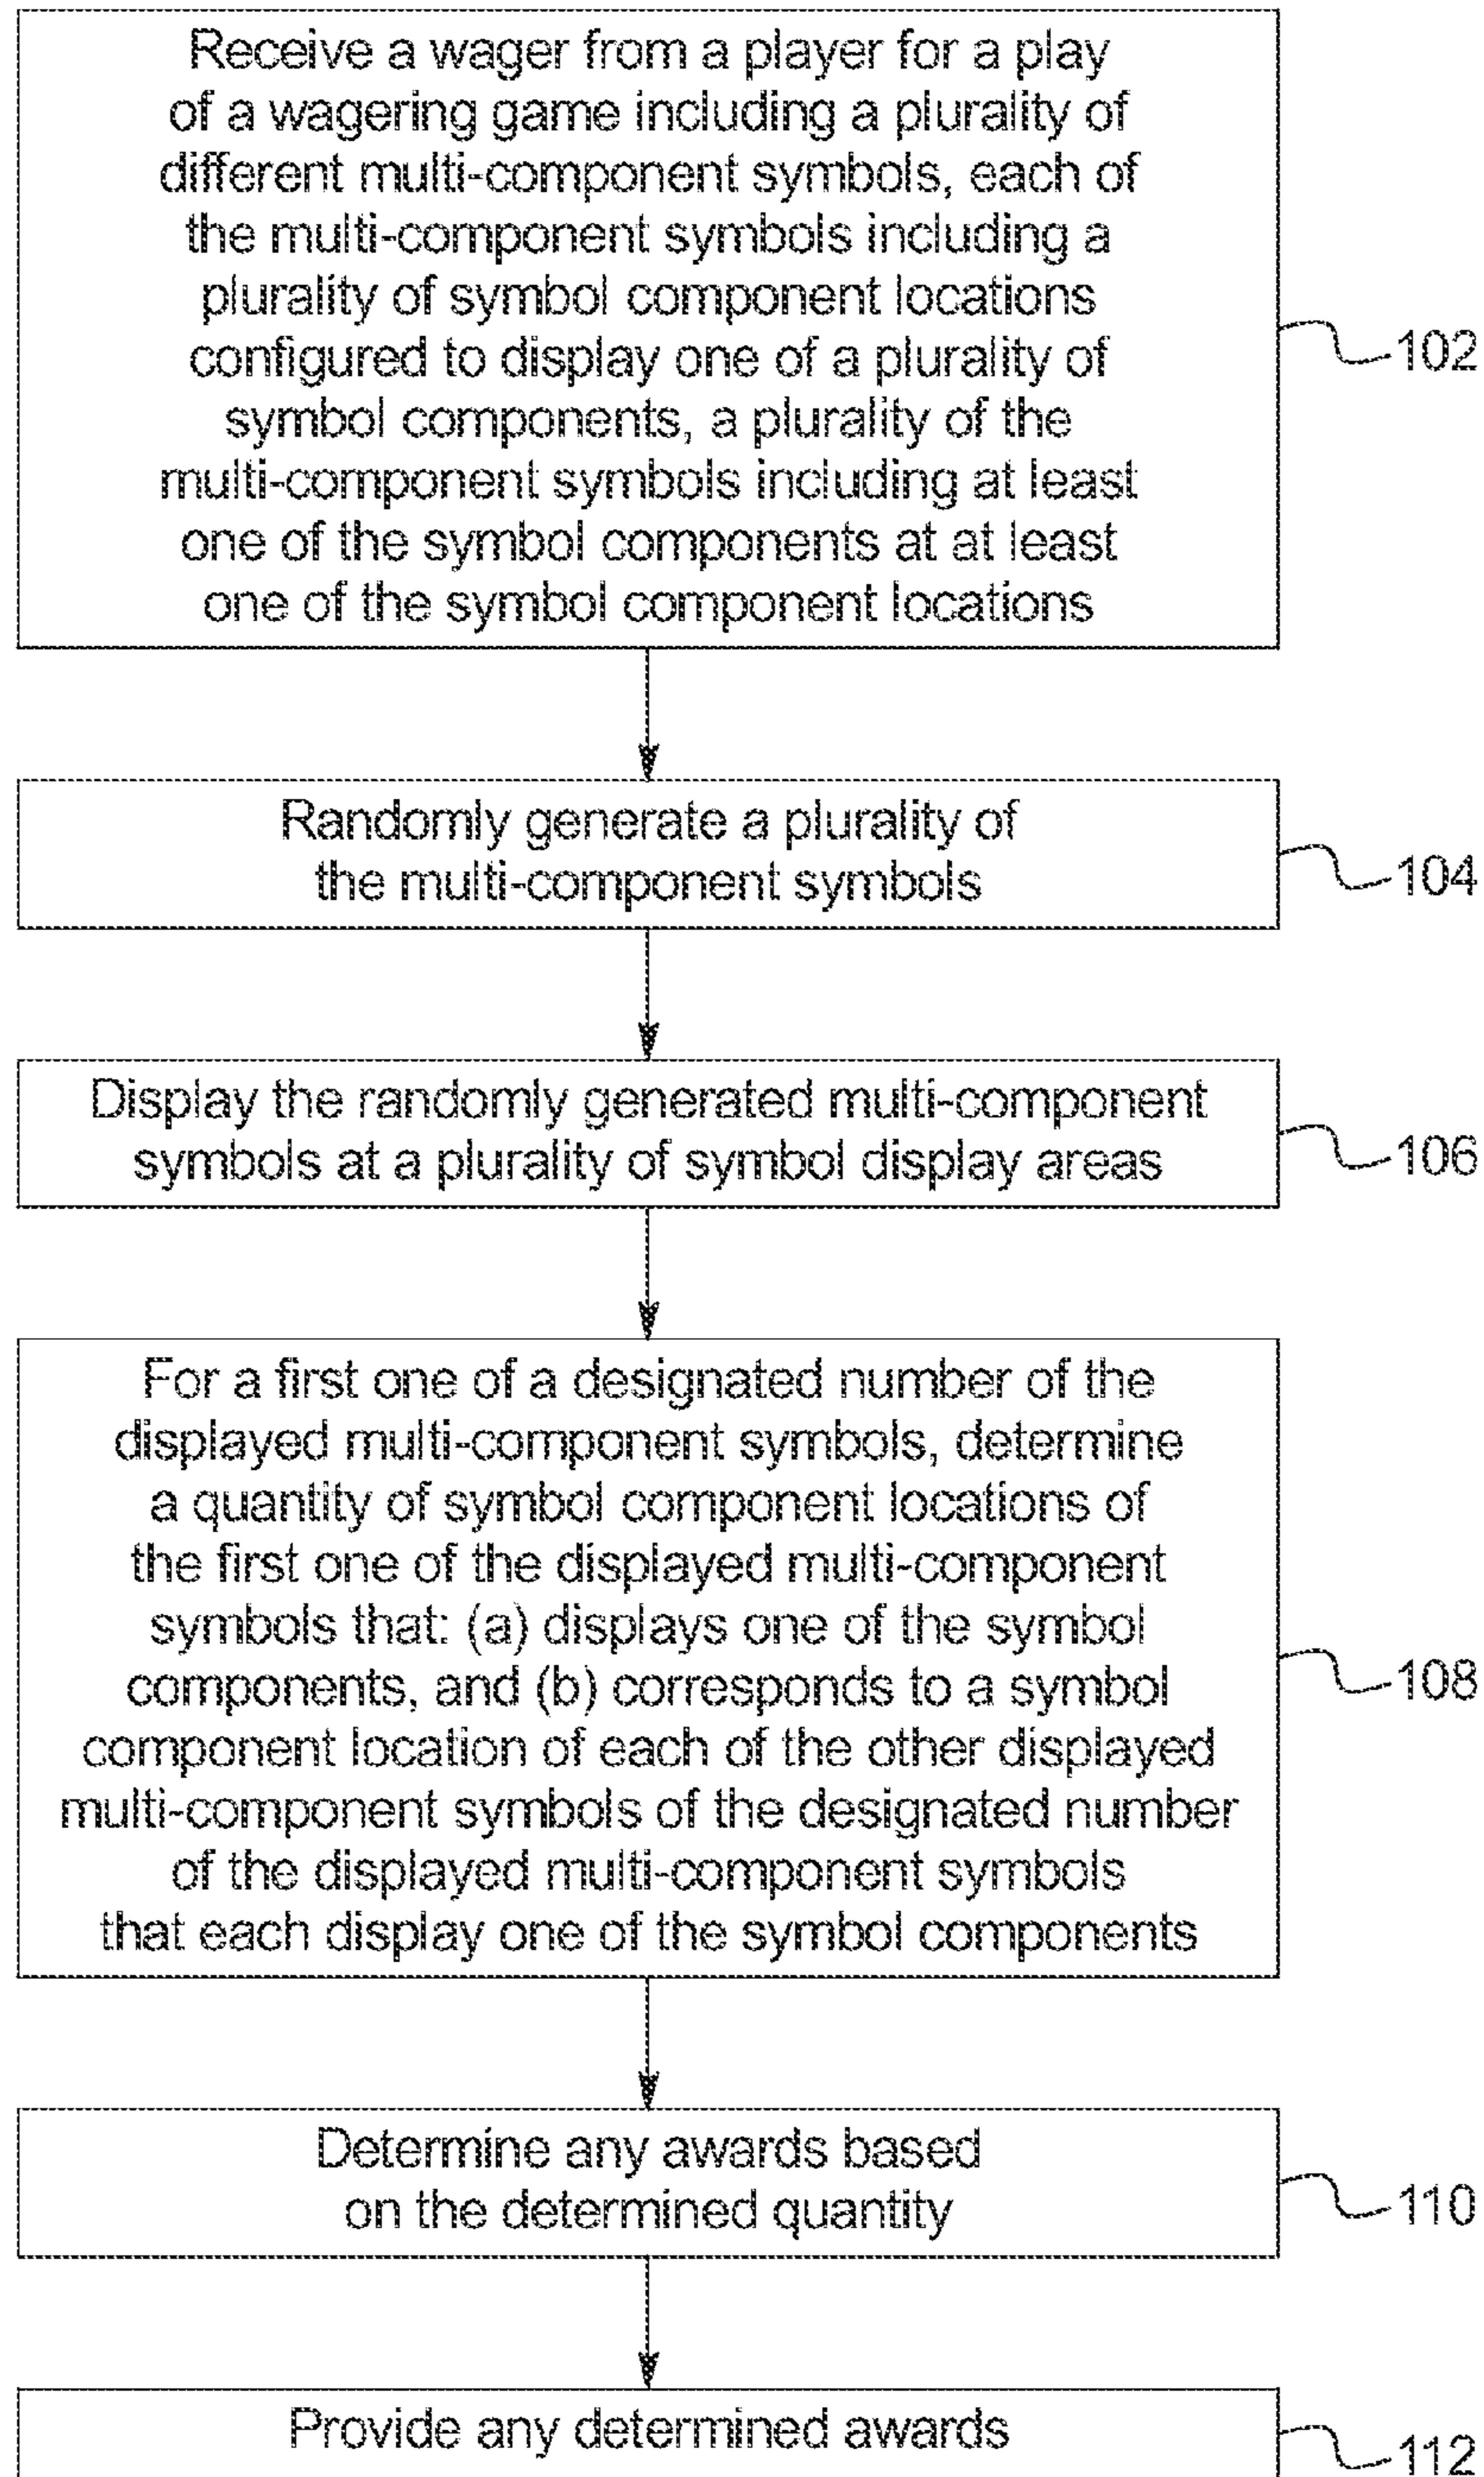 Receive a wager from a player for a play
of a wagering game including a plurality of
different multi-component symbols, each of
the multi-component symbols including a
plurality of symbol component locations
configured to display one of a plurality of
symbol components, a plurality of the
multi-component symbols including at least
one of the symbol components at at least
one of the symbol component locations
102
Randomly generate a plurality of
the multi-component symbols
104
Display the randomly generated multi-component
symbols at a plurality of symbol display areas
106
For a first one of a designated number of the
displayed multi-component symbols, determine
a quantity of symbol component locations of
the first one of the displayed multi-component
symbols that: (a) displays one of the symbol
components, and (b) corresponds to a symbol
component location of each of the other displayed
multi-component symbols of the designated number
of the displayed multi-component symbols
that each display one of the symbol components
108
Determine any awards based
on the determined quantity
110
Provide any determined awards
112